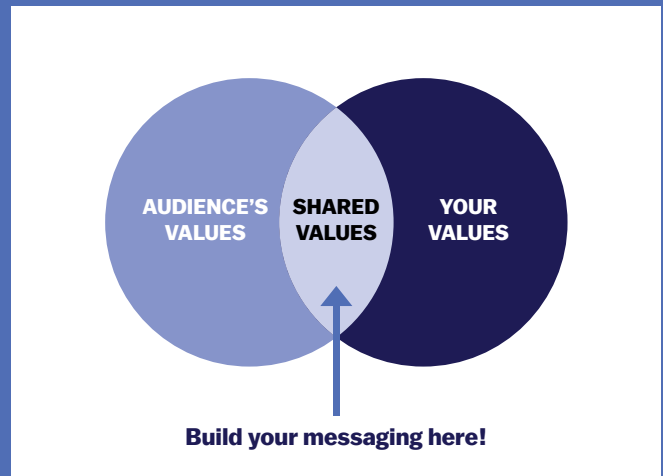 AUDIENCE'S
VALUES
SHARED
VALUES
YOUR
VALUES
Build your messaging here!